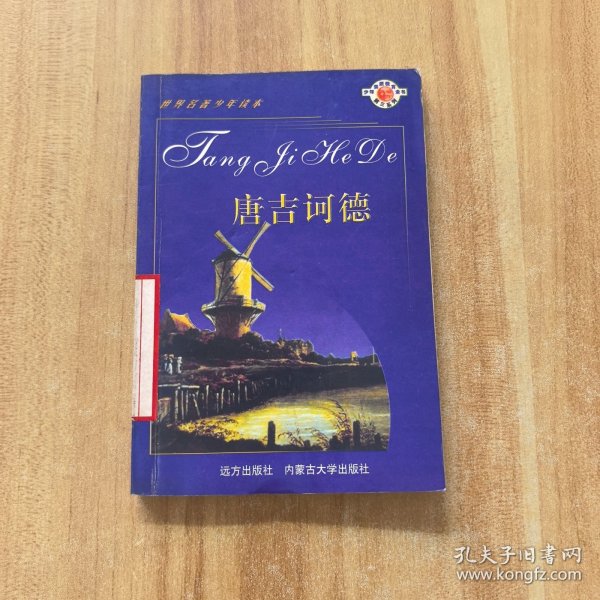 世界名著少年读本
Tang Ji He De
唐吉诃德
远方出版社 内蒙古大学出版社
孔夫子旧书网
www.kongfz.com